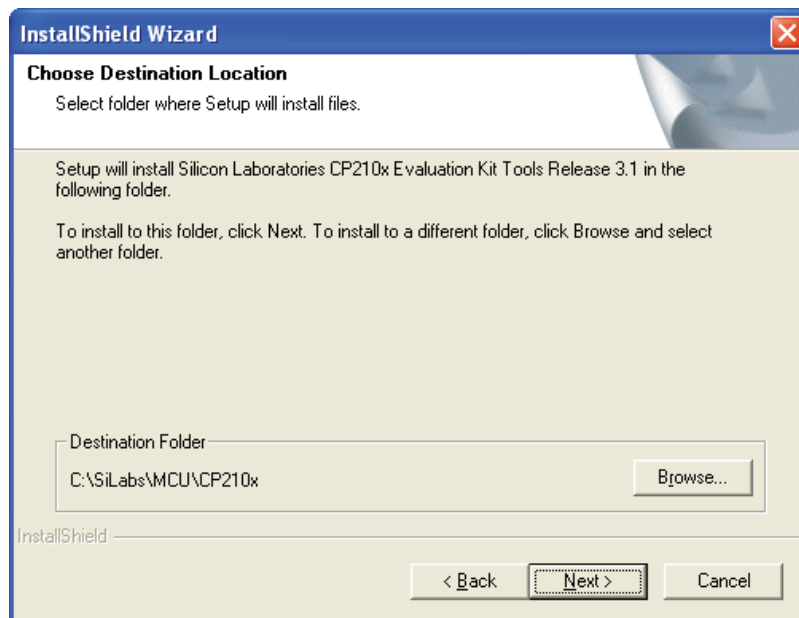 InstallShield Wizard
Choose Destination Location
Select folder where Setup will install files.
Setup will install Silicon Laboratories CP210x Evaluation Kit Tools Release 3.1 in the
following folder.
To install to this folder, click Next. To install to a different folder, click Browse and select
another folder.
Destination Folder
C:\SiLabs\MCU\CP210x
Browse...
InstallShield
< Back
Next >
Cancel